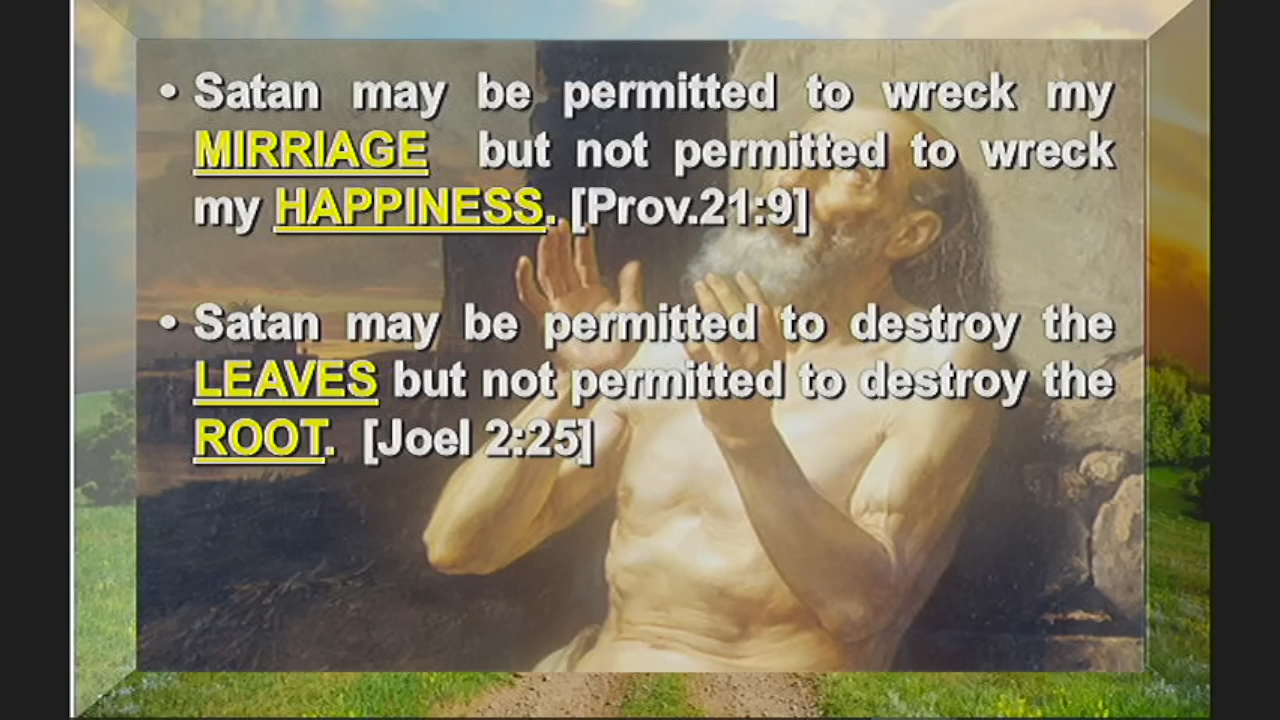 • Satan may be permitted to wreck my
MIRRIAGE but not permitted to wreck
my HAPPINESS. [Prov.21:9]
• Satan may be permitted to destroy the
LEAVES but not permitted to destroy the
ROOT. [Joel 2:25]